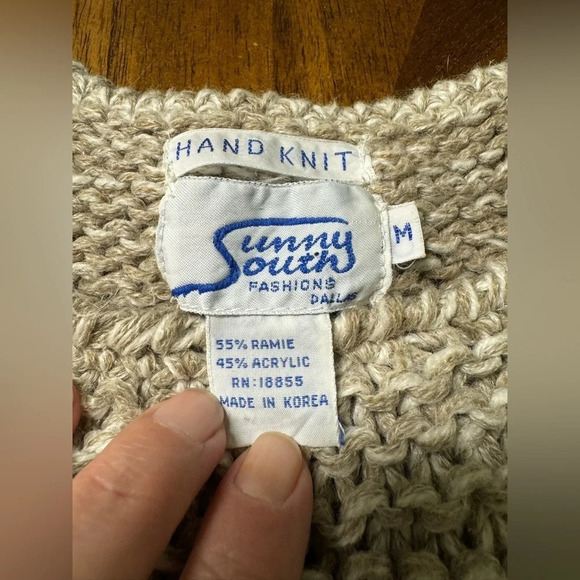 HAND KNIT
Sunny
South
FASHIONS
DALLAS
M
55% RAMIE
45% ACRYLIC
RN:18855
MADE IN KOREA